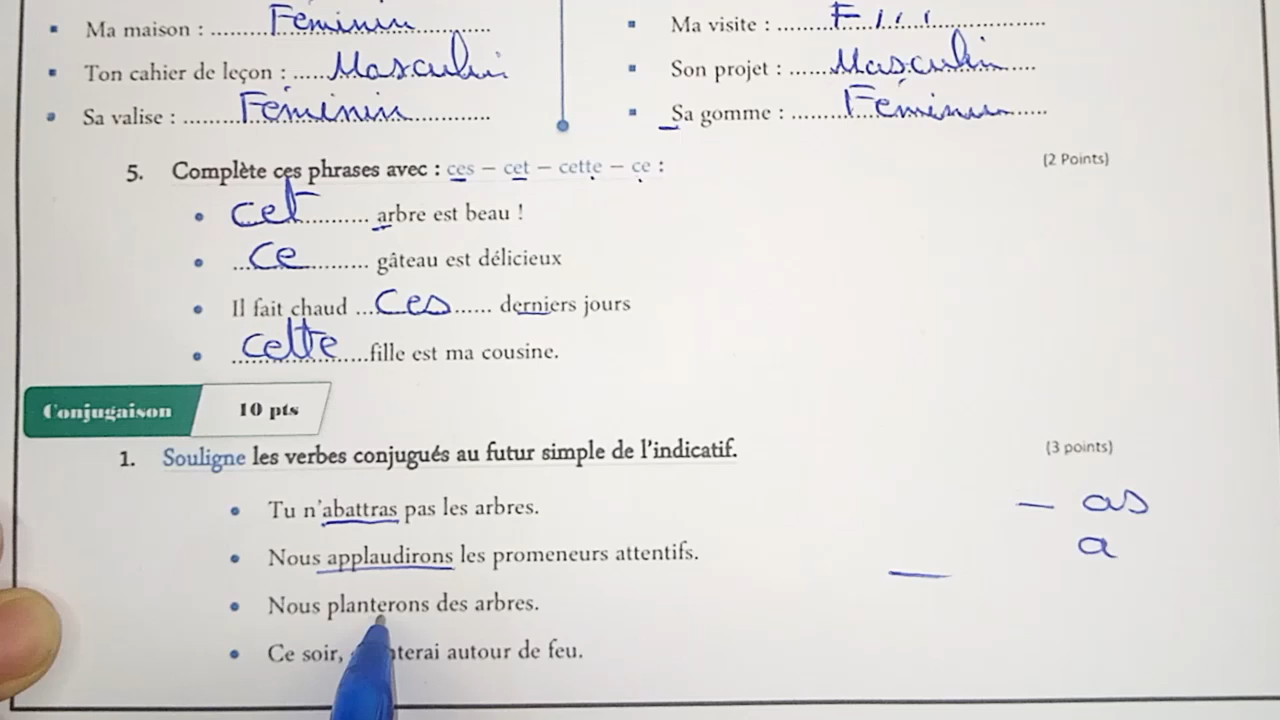 Ma maison : ......Féminin......
Ton cahier de leçon : ......Masculin
Sa valise : ......Féminin......
Ma visite : ......F......
Son projet : ......Masculin......
Sa gomme : ......Féminin......
5. Complète ces phrases avec : ces – cet – cette – ce : (2 Points)
cet.......... arbre est beau !
...ce.......... gâteau est délicieux
Il fait chaud ...ces...... derniers jours
cette....fille est ma cousine.
Conjugaison 10 pts
1. Souligne les verbes conjugués au futur simple de l'indicatif. (3 points)
Tu n'abattras pas les arbres. — as
Nous applaudirons les promeneurs attentifs. — a
Nous planterons des arbres.
Ce soir, terai autour de feu.